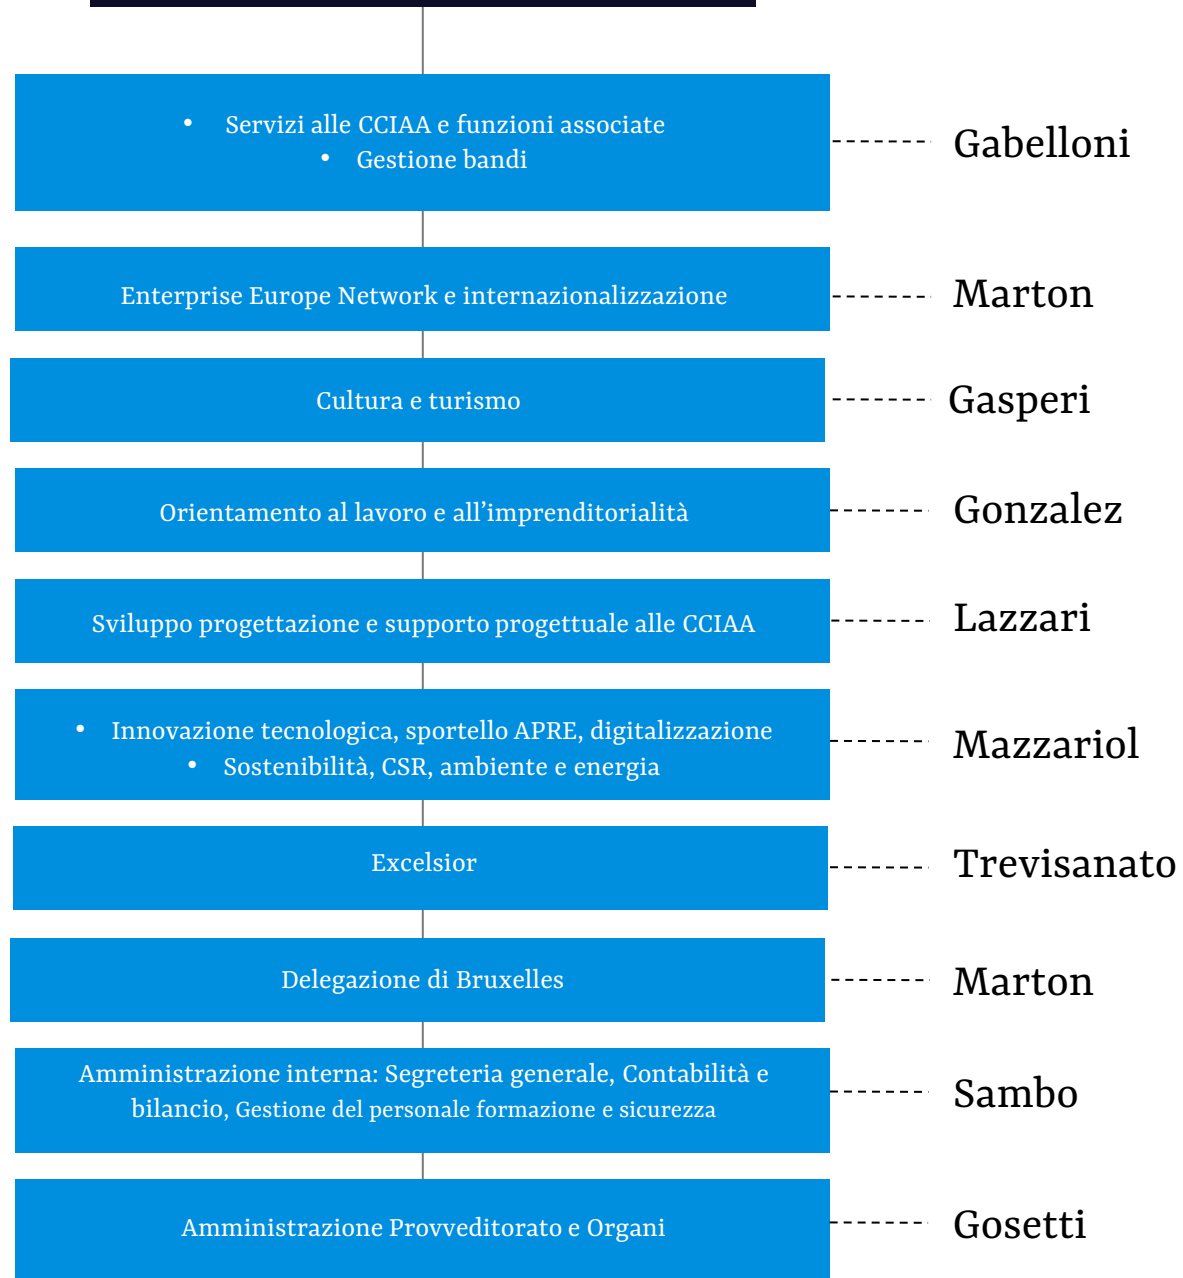 • Servizi alle CCIAA e funzioni associate
• Gestione bandi
Gabelloni
Enterprise Europe Network e internazionalizzazione
Marton
Cultura e turismo
Gasperi
Orientamento al lavoro e all’imprenditorialità
Gonzalez
Sviluppo progettazione e supporto progettuale alle CCIAA
Lazzari
• Innovazione tecnologica, sportello APRE, digitalizzazione
• Sostenibilità, CSR, ambiente e energia
Mazzariol
Excelsior
Trevisanato
Delegazione di Bruxelles
Marton
Amministrazione interna: Segreteria generale, Contabilità e
bilancio, Gestione del personale formazione e sicurezza
Sambo
Amministrazione Provveditorato e Organi
Gosetti